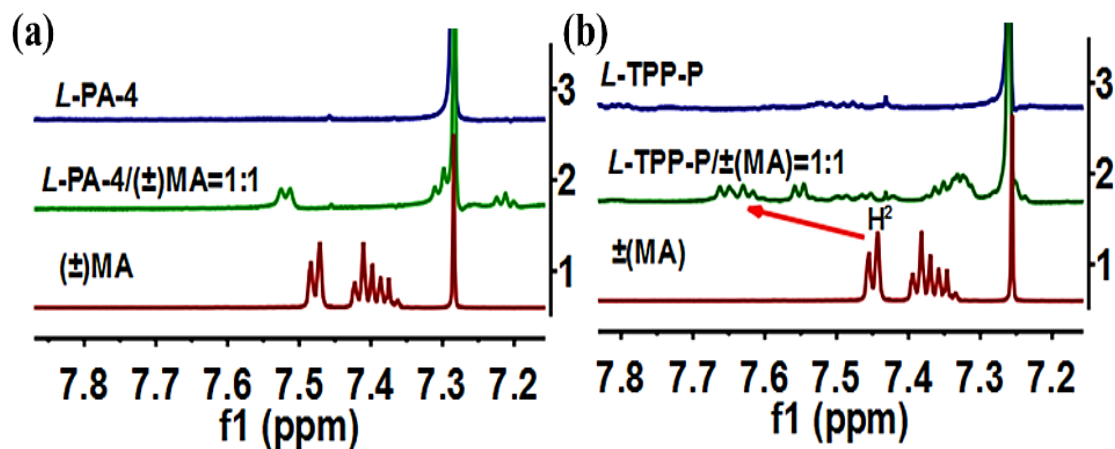 (a)
L-PA-4
3
L-PA-4/(±)MA=1:1
2
(±)MA
1
7.8 7.7 7.6 7.5 7.4 7.3 7.2
f1 (ppm)
(b)
L-TPP-P
3
L-TPP-P/±(MA)=1:1
2
H²
±(MA)
1
7.8 7.7 7.6 7.5 7.4 7.3 7.2
f1 (ppm)